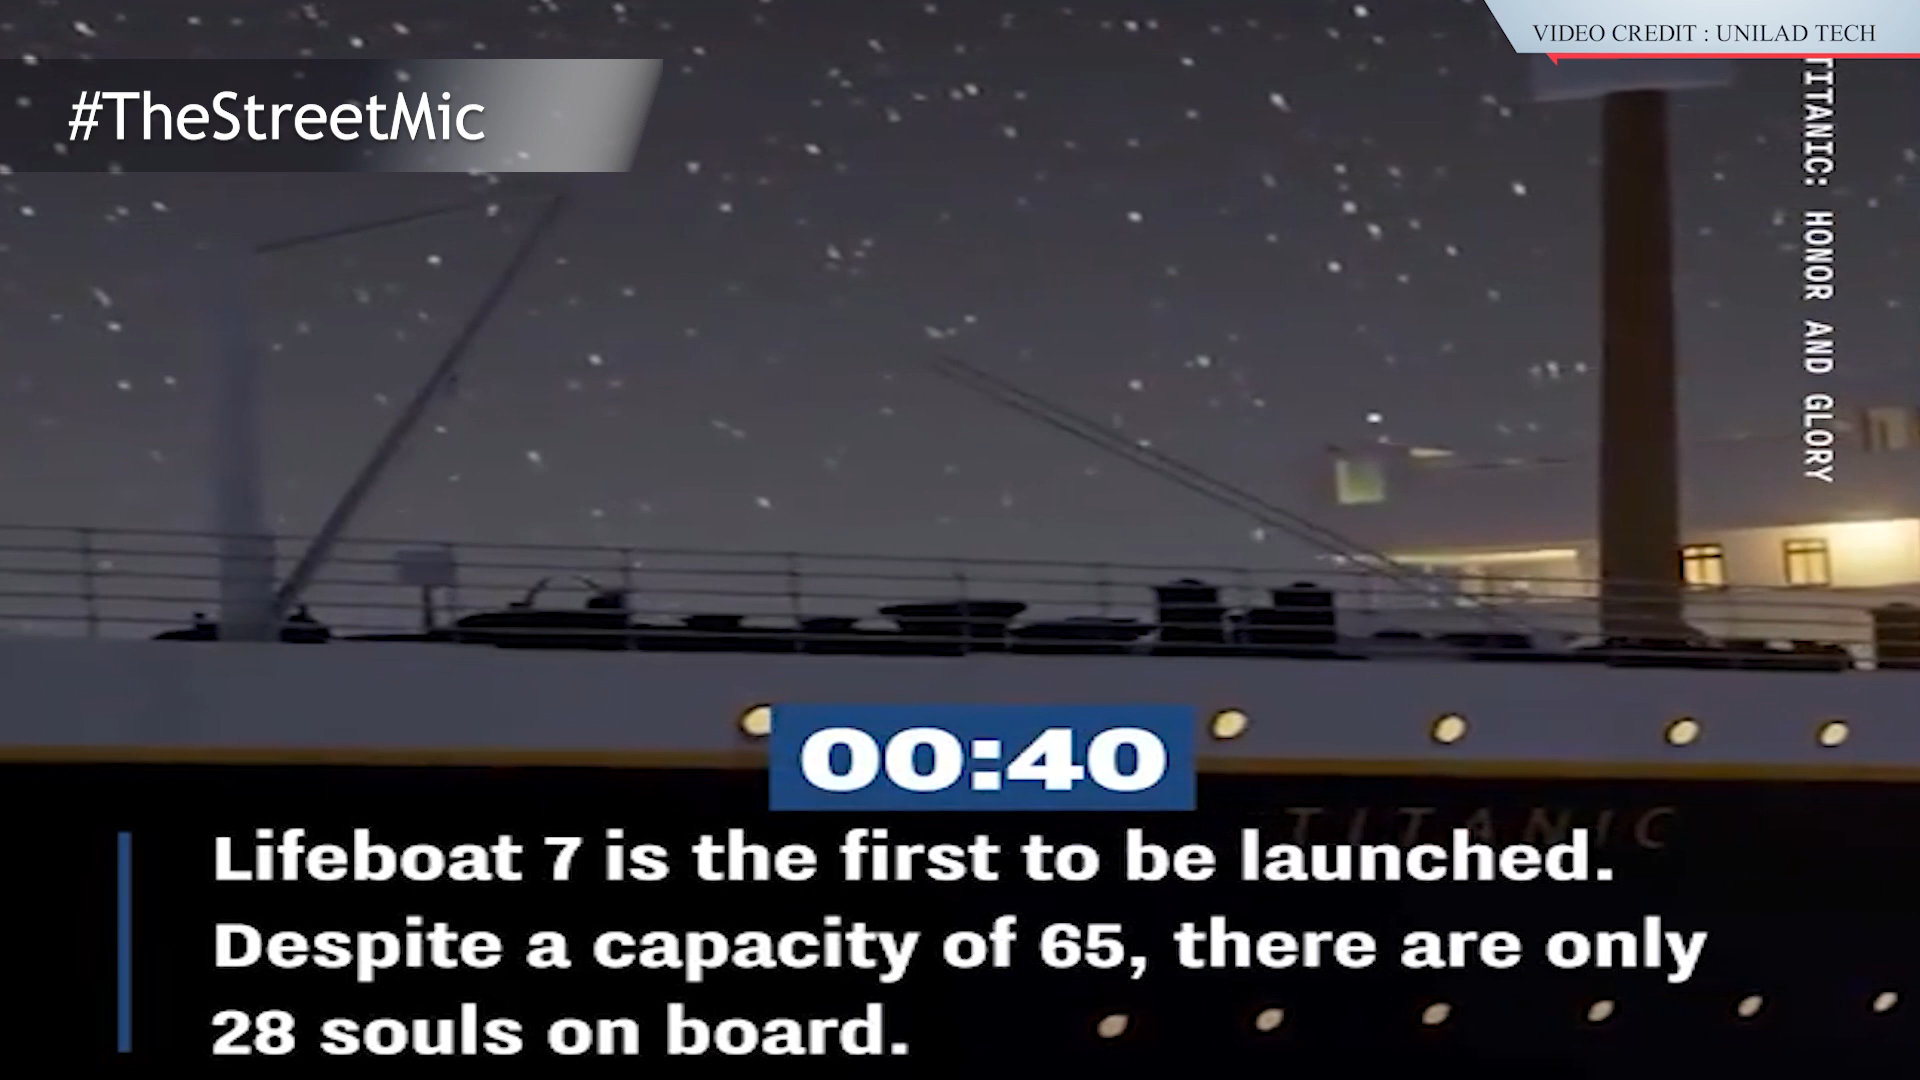 VIDEO CREDIT : UNILAD TECH
#TheStreetMic
TITANIC: HONOR AND GLORY
00:40
TITANIC
Lifeboat 7 is the first to be launched.
Despite a capacity of 65, there are only
28 souls on board.